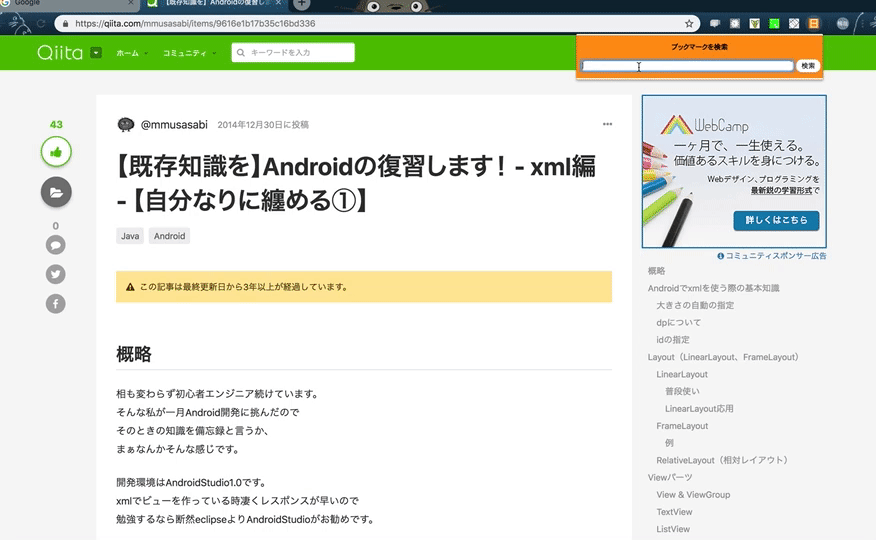 Google
【既存知識を】Androidの復習します！
https://qiita.com/mmusasabi/items/9616e1b17b35c16bd336
Qiita
ホーム
コミュニティ
キーワードを入力
ブックマークを検索
検索
43
0
@mmusasabi
2014年12月30日に投稿
【既存知識を】Androidの復習します！ - xml編
- 【自分なりに纏める①】
Java
Android
この記事は最終更新日から3年以上が経過しています。
概略
相も変わらず初心者エンジニア続けています。
そんな私が一月Android開発に挑んだので
そのときの知識を備忘録と言うか、
まぁなんかそんな感じです。
開発環境はAndroidStudio1.0です。
xmlでビューを作っている時凄くレスポンスが早いので
勉強するなら断然eclipseよりAndroidStudioがお勧めです。
WebCamp
一ヶ月で、一生使える。
価値あるスキルを身につける。
Webデザイン、プログラミングを
最新鋭の学習形式で
詳しくはこちら
コミュニティスポンサー広告
概略
Androidでxmlを使う際の基本知識
大きさの自動の指定
dpについて
idの指定
Layout（LinearLayout、FrameLayout）
LinearLayout
普段使い
LinearLayout応用
FrameLayout
例
RelativeLayout（相対レイアウト）
Viewパーツ
View & ViewGroup
TextView
ListView